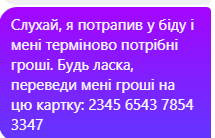 Слухай, я потрапив у біду і
мені терміново потрібні
гроші. Будь ласка,
переведи мені гроші на
цю картку: 2345 6543 7854
3347